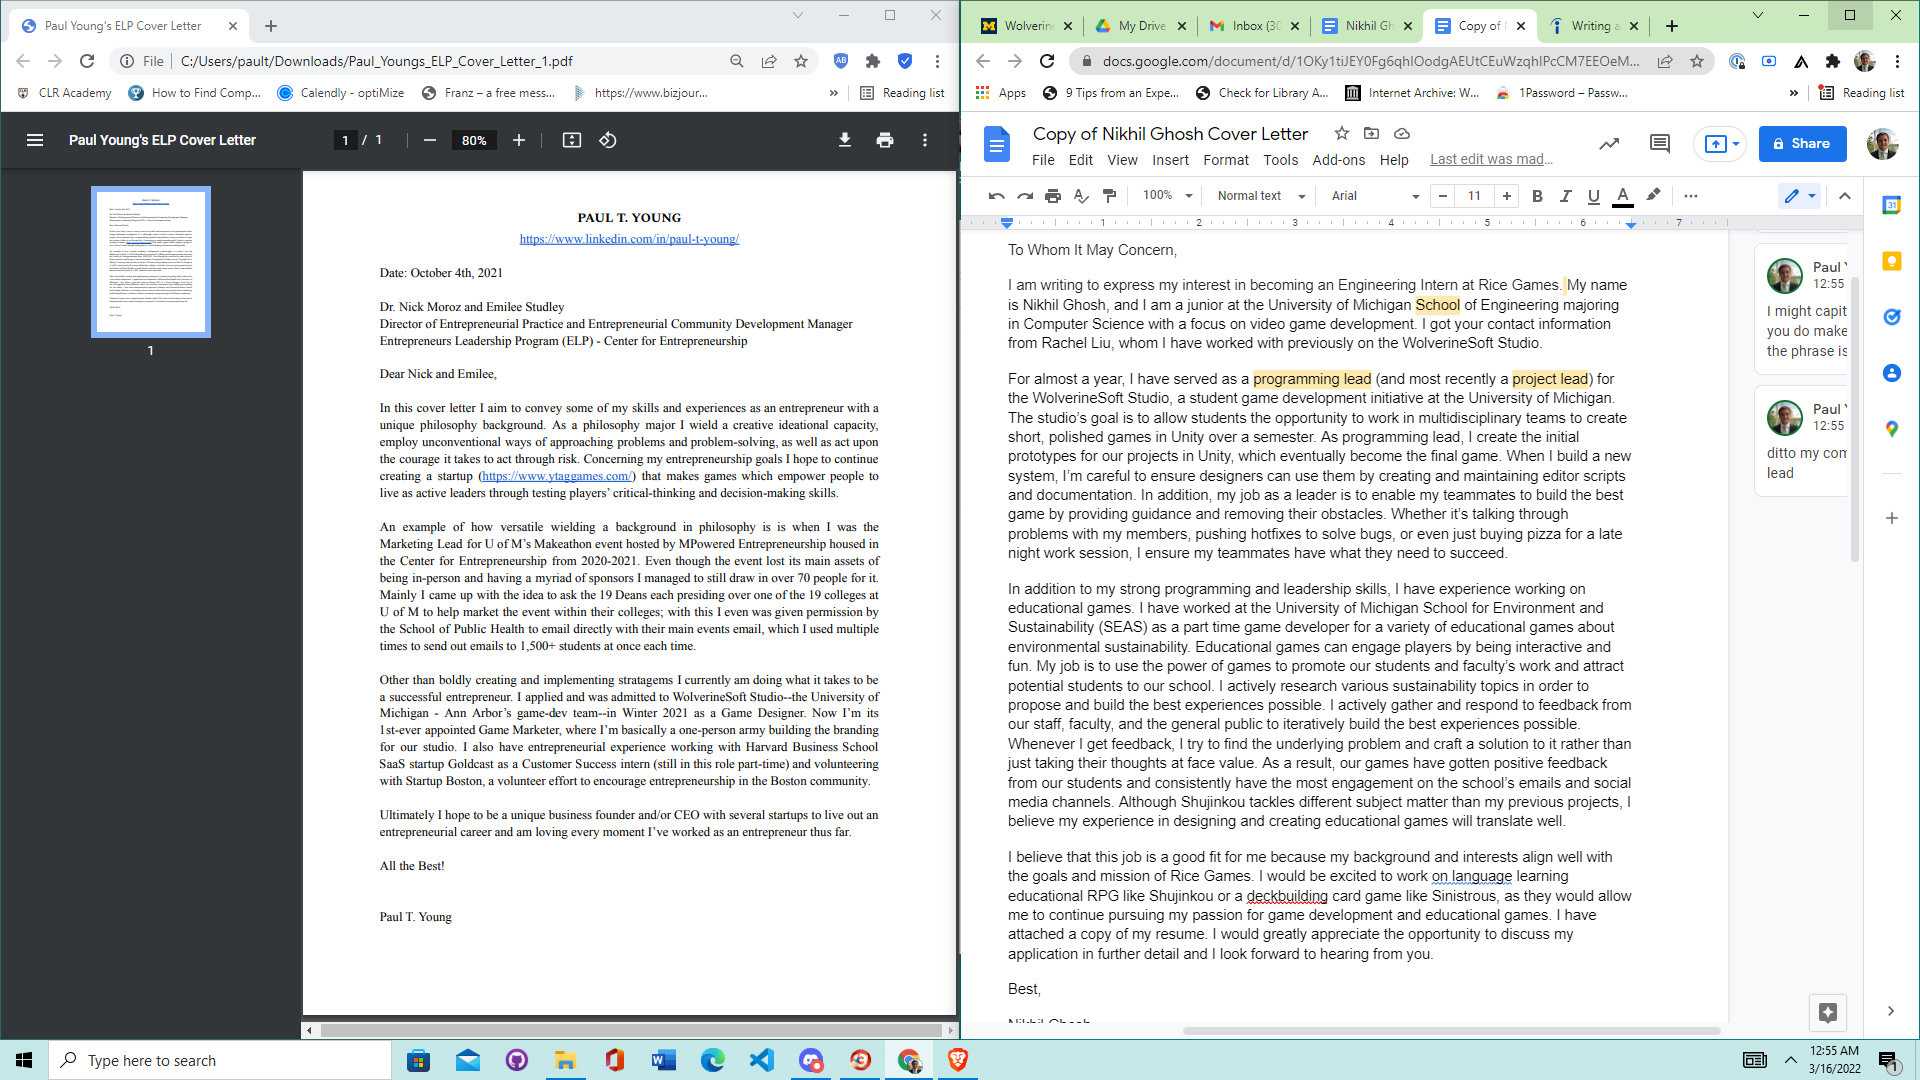 Paul Young's ELP Cover Letter
File C:/Users/pault/Downloads/Paul_Youngs_ELP_Cover_Letter_1.pdf
CLR Academy How to Find Comp... Calendly - optiMize Franz – a free mess... https://www.bizjour... » Reading list
Paul Young's ELP Cover Letter 1 / 1 80%
1
PAUL T. YOUNG
https://www.linkedin.com/in/paul-t-young/
Date: October 4th, 2021
Dr. Nick Moroz and Emilee Studley
Director of Entrepreneurial Practice and Entrepreneurial Community Development Manager
Entrepreneurs Leadership Program (ELP) - Center for Entrepreneurship
Dear Nick and Emilee,
In this cover letter I aim to convey some of my skills and experiences as an entrepreneur with a
unique philosophy background. As a philosophy major I wield a creative ideational capacity,
employ unconventional ways of approaching problems and problem-solving, as well as act upon
the courage it takes to act through risk. Concerning my entrepreneurship goals I hope to continue
creating a startup (https://www.ytaggames.com/) that makes games which empower people to
live as active leaders through testing players’ critical-thinking and decision-making skills.
An example of how versatile wielding a background in philosophy is is when I was the
Marketing Lead for U of M’s Makeathon event hosted by MPowered Entrepreneurship housed in
the Center for Entrepreneurship from 2020-2021. Even though the event lost its main assets of
being in-person and having a myriad of sponsors I managed to still draw in over 70 people for it.
Mainly I came up with the idea to ask the 19 Deans each presiding over one of the 19 colleges at
U of M to help market the event within their colleges; with this I even was given permission by
the School of Public Health to email directly with their main events email, which I used multiple
times to send out emails to 1,500+ students at once each time.
Other than boldly creating and implementing stratagems I currently am doing what it takes to be
a successful entrepreneur. I applied and was admitted to WolverineSoft Studio--the University of
Michigan - Ann Arbor’s game-dev team--in Winter 2021 as a Game Designer. Now I’m its
1st-ever appointed Game Marketer, where I’m basically a one-person army building the branding
for our studio. I also have entrepreneurial experience working with Harvard Business School
SaaS startup Goldcast as a Customer Success intern (still in this role part-time) and volunteering
with Startup Boston, a volunteer effort to encourage entrepreneurship in the Boston community.
Ultimately I hope to be a unique business founder and/or CEO with several startups to live out an
entrepreneurial career and am loving every moment I’ve worked as an entrepreneur thus far.
All the Best!
Paul T. Young
Wolverin My Drive Inbox (30 Nikhil Gh Copy of Writing a
docs.google.com/document/d/1OKy1tiJEY0Fg6qhIOodgAEUtCEuWzqhIPcCM7EEOeM...
Apps 9 Tips from an Expe... Check for Library A... Internet Archive: W... 1Password – Passw... » Reading list
Copy of Nikhil Ghosh Cover Letter
File Edit View Insert Format Tools Add-ons Help Last edit was mad... Share
100% Normal text Arial 11 B I U A
1 2 3 4 5 6 7
To Whom It May Concern,
I am writing to express my interest in becoming an Engineering Intern at Rice Games. My name
is Nikhil Ghosh, and I am a junior at the University of Michigan School of Engineering majoring
in Computer Science with a focus on video game development. I got your contact information
from Rachel Liu, whom I have worked with previously on the WolverineSoft Studio.
For almost a year, I have served as a programming lead (and most recently a project lead) for
the WolverineSoft Studio, a student game development initiative at the University of Michigan.
The studio’s goal is to allow students the opportunity to work in multidisciplinary teams to create
short, polished games in Unity over a semester. As programming lead, I create the initial
prototypes for our projects in Unity, which eventually become the final game. When I build a new
system, I’m careful to ensure designers can use them by creating and maintaining editor scripts
and documentation. In addition, my job as a leader is to enable my teammates to build the best
game by providing guidance and removing their obstacles. Whether it’s talking through
problems with my members, pushing hotfixes to solve bugs, or even just buying pizza for a late
night work session, I ensure my teammates have what they need to succeed.
In addition to my strong programming and leadership skills, I have experience working on
educational games. I have worked at the University of Michigan School for Environment and
Sustainability (SEAS) as a part time game developer for a variety of educational games about
environmental sustainability. Educational games can engage players by being interactive and
fun. My job is to use the power of games to promote our students and faculty’s work and attract
potential students to our school. I actively research various sustainability topics in order to
propose and build the best experiences possible. I actively gather and respond to feedback from
our staff, faculty, and the general public to iteratively build the best experiences possible.
Whenever I get feedback, I try to find the underlying problem and craft a solution to it rather than
just taking their thoughts at face value. As a result, our games have gotten positive feedback
from our students and consistently have the most engagement on the school’s emails and social
media channels. Although Shujinkou tackles different subject matter than my previous projects, I
believe my experience in designing and creating educational games will translate well.
I believe that this job is a good fit for me because my background and interests align well with
the goals and mission of Rice Games. I would be excited to work on language learning
educational RPG like Shujinkou or a deckbuilding card game like Sinistrous, as they would allow
me to continue pursuing my passion for game development and educational games. I have
attached a copy of my resume. I would greatly appreciate the opportunity to discuss my
application in further detail and I look forward to hearing from you.
Best,
Nikhil Ghosh
Paul Y
12:55
I might capit
you do make
the phrase is
Paul Y
12:55
ditto my com
lead
31
Type here to search
12:55 AM
3/16/2022
1